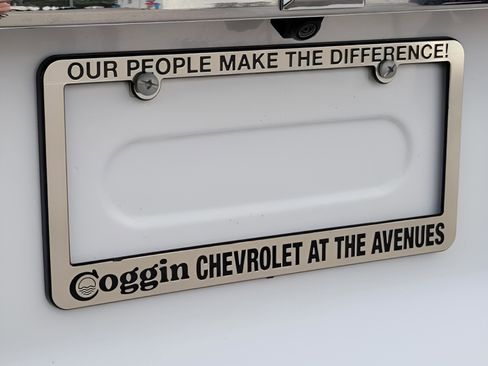 OUR PEOPLE MAKE THE DIFFERENCE!
Coggin CHEVROLET AT THE AVENUES